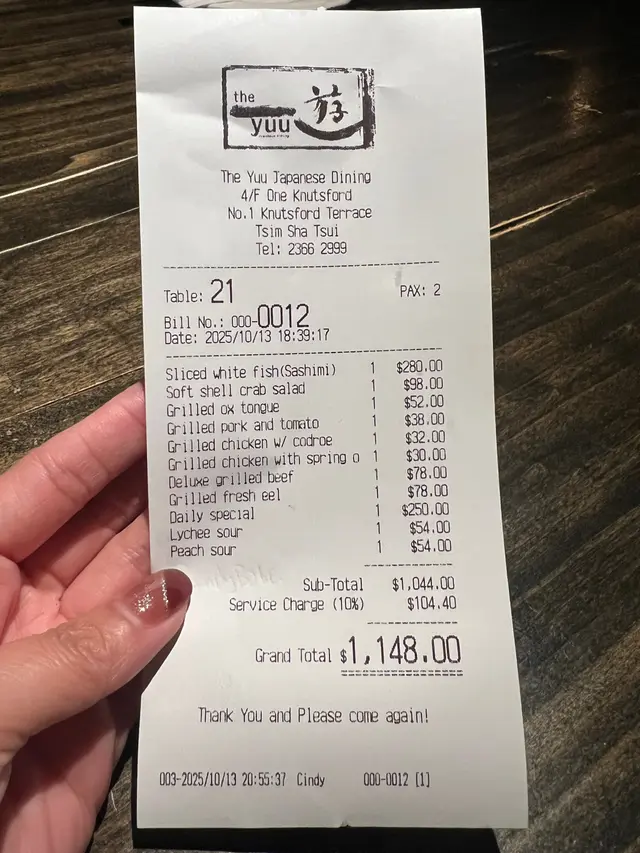 the
yuu
游
The Yuu Japanese Dining
4/F One Knutsford
No.1 Knutsford Terrace
Tsim Sha Tsui
Tel: 2366 2999
Table: 21 PAX: 2
Bill No.: 000-0012
Date: 2025/10/13 18:39:17
Sliced white fish(Sashimi) 1 $280.00
Soft shell crab salad 1 $98.00
Grilled ox tongue 1 $52.00
Grilled pork and tomato 1 $38.00
Grilled chicken w/ codroe 1 $32.00
Grilled chicken with spring o 1 $30.00
Deluxe grilled beef 1 $78.00
Grilled fresh eel 1 $78.00
Daily special 1 $250.00
Lychee sour 1 $54.00
Peach sour 1 $54.00
Sub-Total $1,044.00
Service Charge (10%) $104.40
Grand Total $1,148.00
Thank You and Please come again!
003-2025/10/13 20:55:37 Cindy 000-0012 [1]